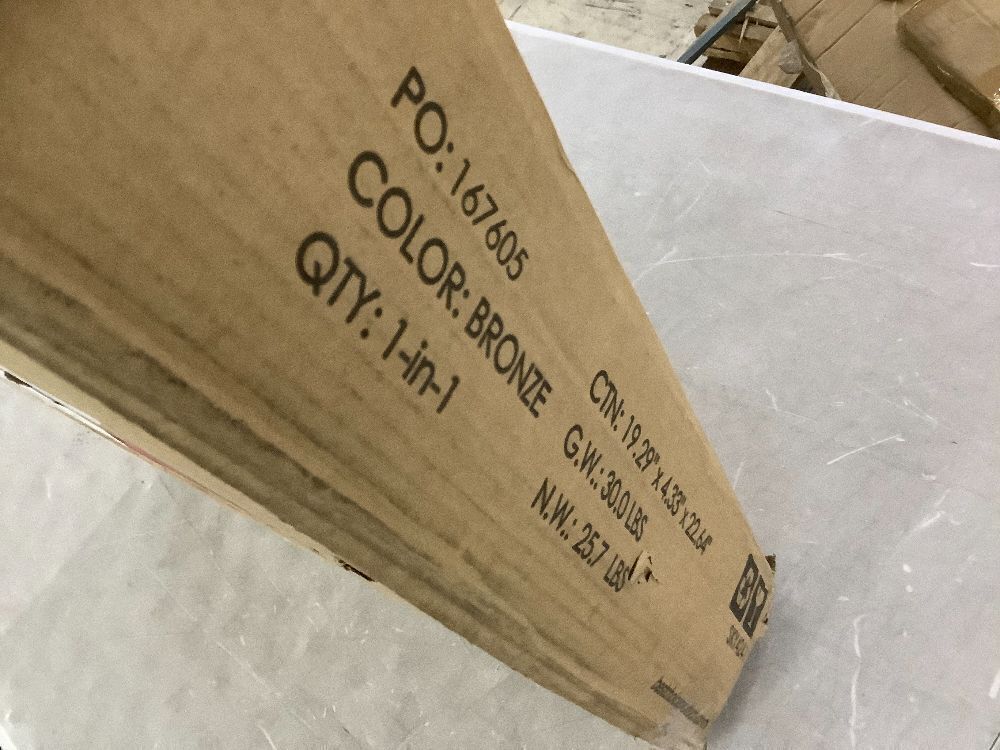 PO: 167605
COLOR: BRONZE
QTY: 1-in-1
CTN: 19.29" x 4.33" x 22.64"
G.W.: 30.0 LBS
N.W.: 25.7 LBS